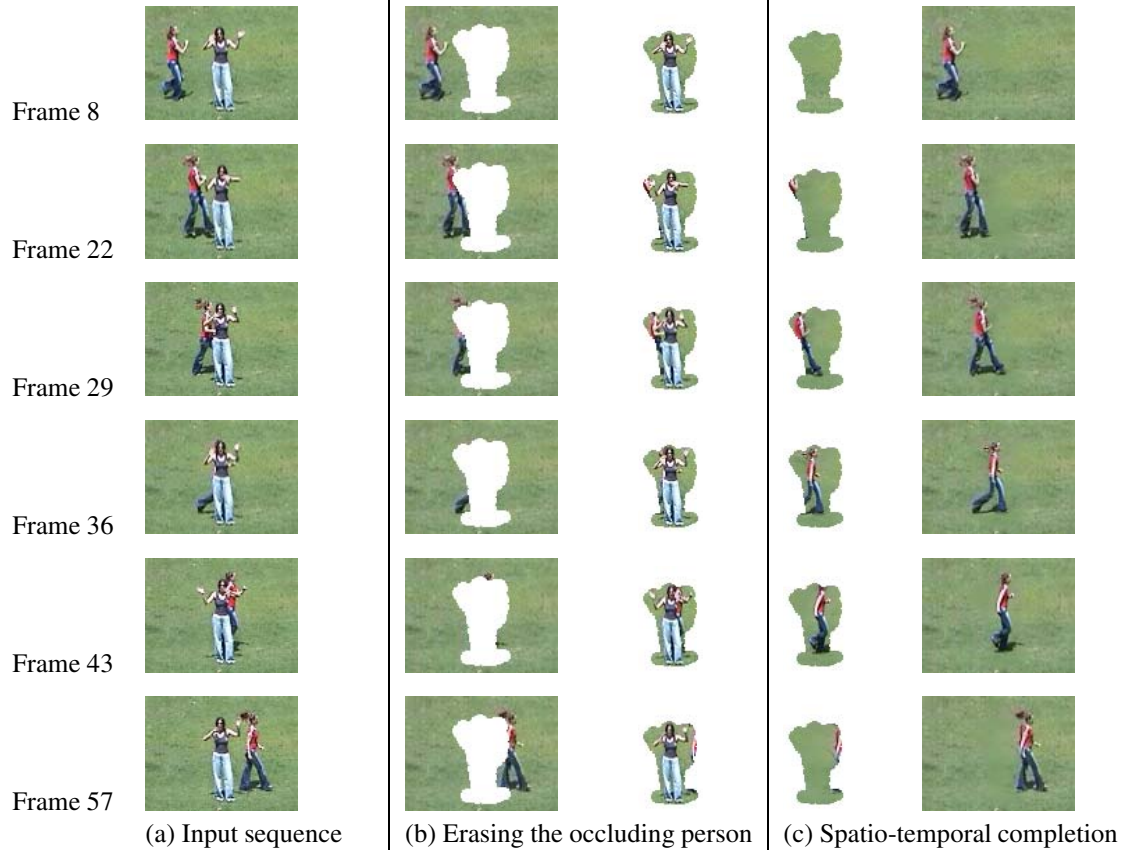 Frame 8
Frame 22
Frame 29
Frame 36
Frame 43
Frame 57
(a) Input sequence
(b) Erasing the occluding person
(c) Spatio-temporal completion